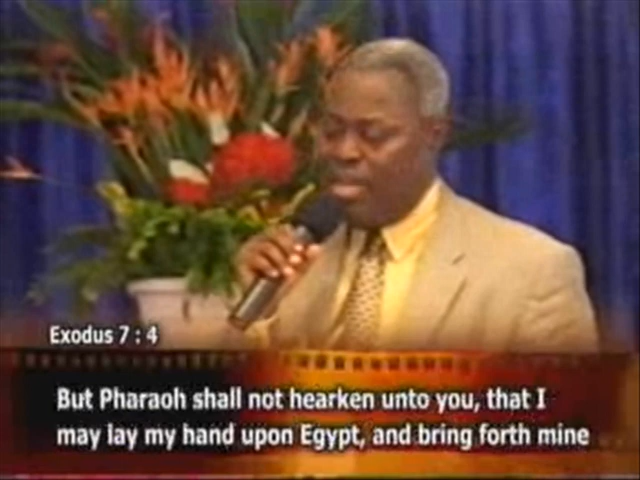 Exodus 7 : 4
But Pharaoh shall not hearken unto you, that I
may lay my hand upon Egypt, and bring forth mine